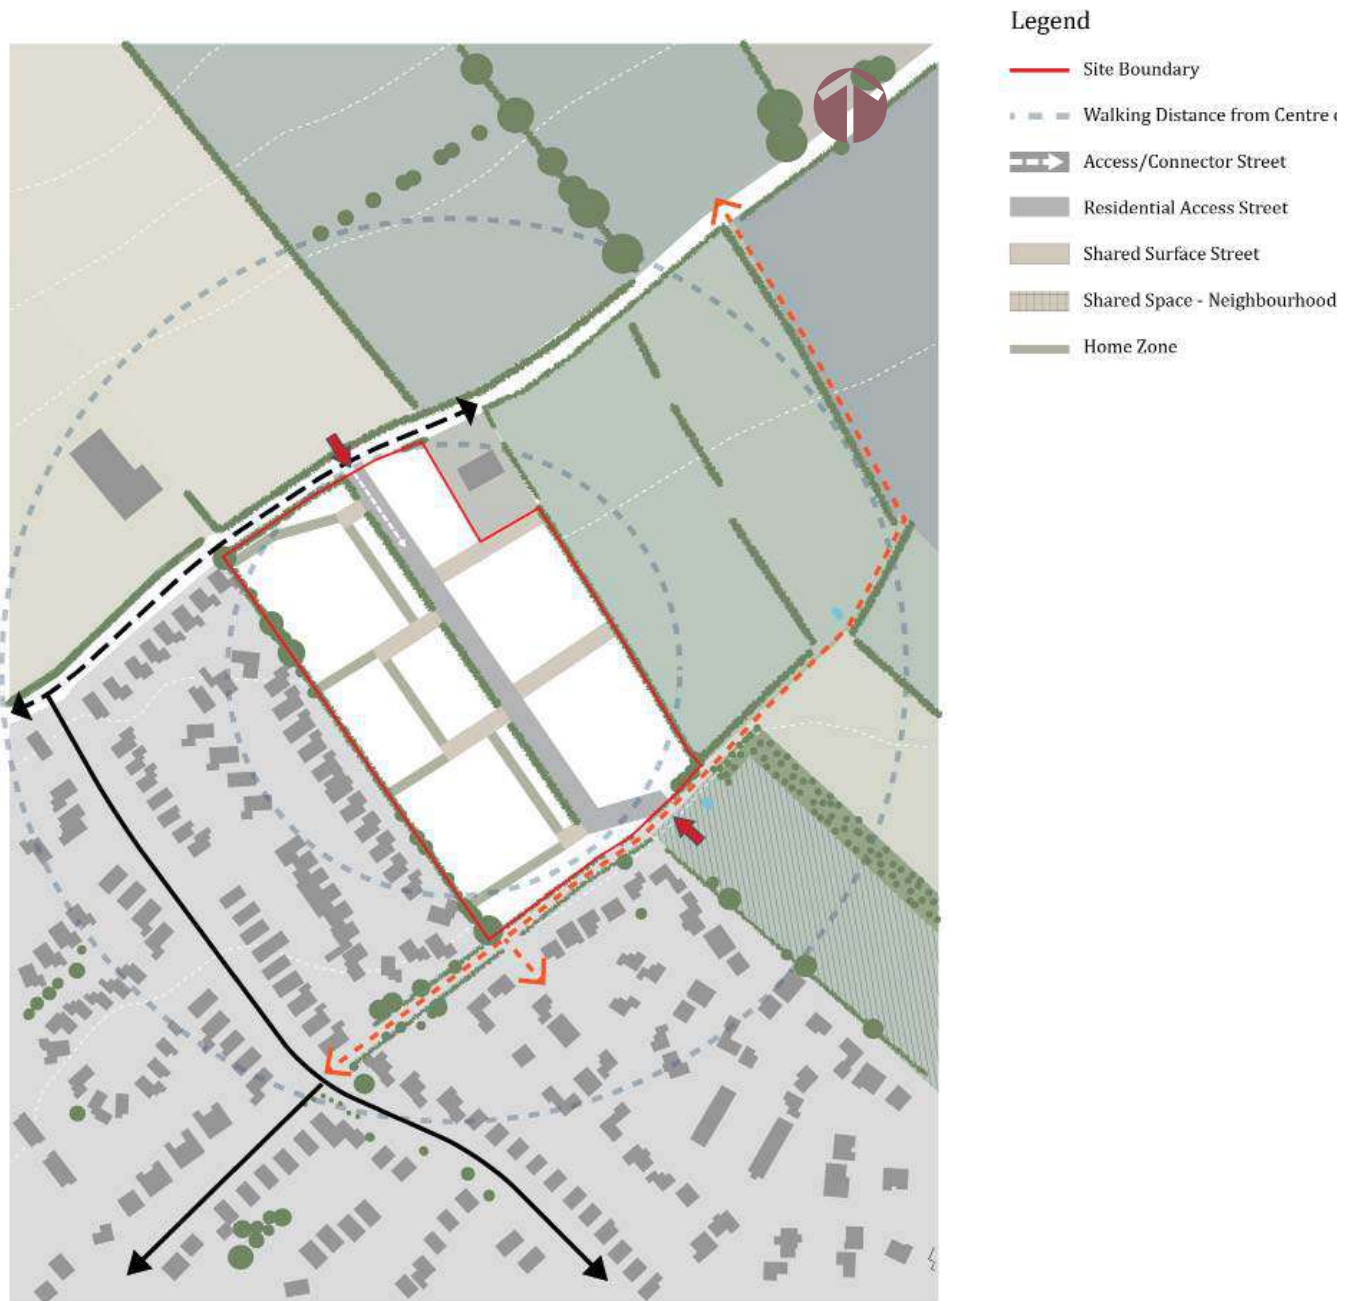 Legend
Site Boundary
Walking Distance from Centre
Access/Connector Street
Residential Access Street
Shared Surface Street
Shared Space - Neighbourhood
Home Zone